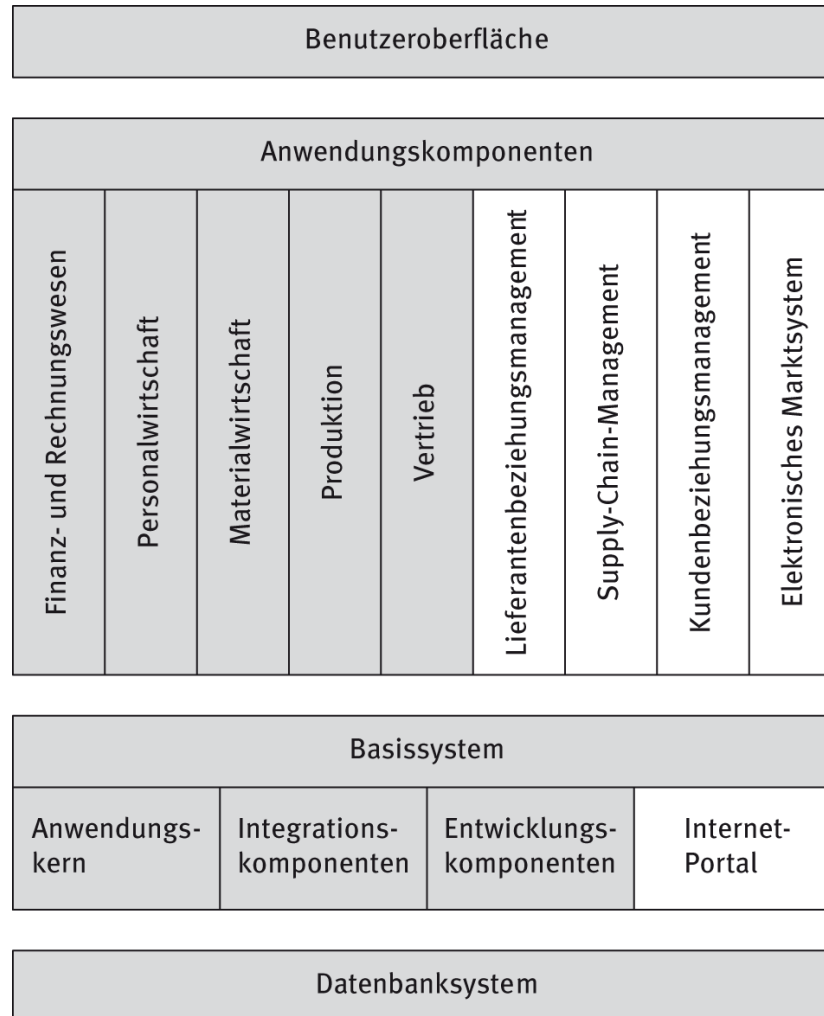 Benutzeroberfläche
Anwendungskomponenten
Finanz- und Rechnungswesen
Personalwirtschaft
Materialwirtschaft
Produktion
Vertrieb
Lieferantenbeziehungsmanagement
Supply-Chain-Management
Kundenbeziehungsmanagement
Elektronisches Marktsystem
Basissystem
Anwendungs-
kern
Integrations-
komponenten
Entwicklungs-
komponenten
Internet-
Portal
Datenbanksystem